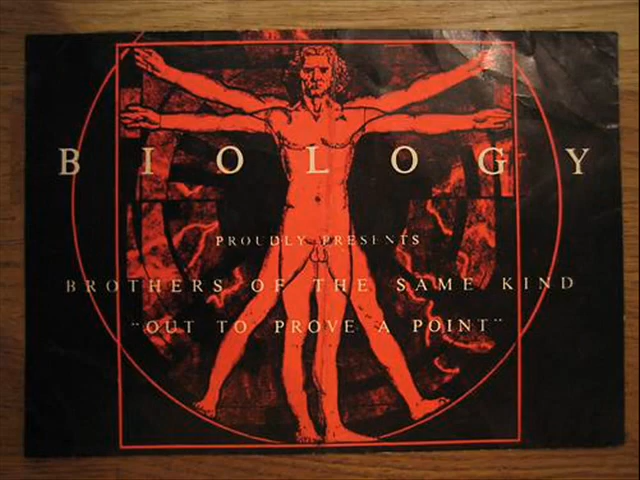 BIOLOGY
PROUDLY PRESENTS
BROTHERS OF THE SAME KIND
"OUT TO PROVE A POINT"